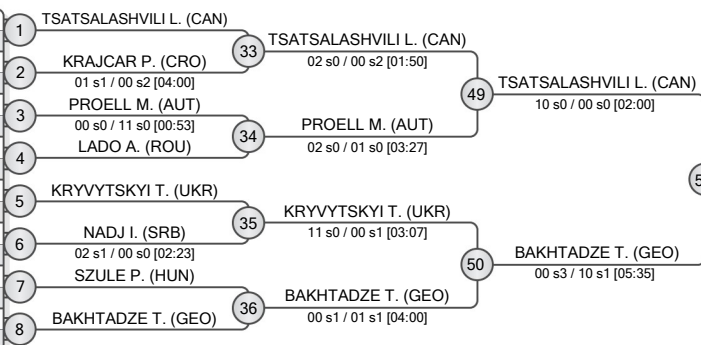 1 TSATSALASHVILI L. (CAN)
33 TSATSALASHVILI L. (CAN)
02 s0 / 00 s2 [01:50]
2 KRAJCAR P. (CRO)
01 s1 / 00 s2 [04:00]
49 TSATSALASHVILI L. (CAN)
10 s0 / 00 s0 [02:00]
3 PROELL M. (AUT)
00 s0 / 11 s0 [00:53]
34 PROELL M. (AUT)
02 s0 / 01 s0 [03:27]
4 LADO A. (ROU)
5 KRYVYTSKYI T. (UKR)
35 KRYVYTSKYI T. (UKR)
11 s0 / 00 s1 [03:07]
6 NADJ I. (SRB)
02 s1 / 00 s0 [02:23]
50 BAKHTADZE T. (GEO)
00 s3 / 10 s1 [05:35]
7 SZULE P. (HUN)
36 BAKHTADZE T. (GEO)
00 s1 / 01 s1 [04:00]
8 BAKHTADZE T. (GEO)